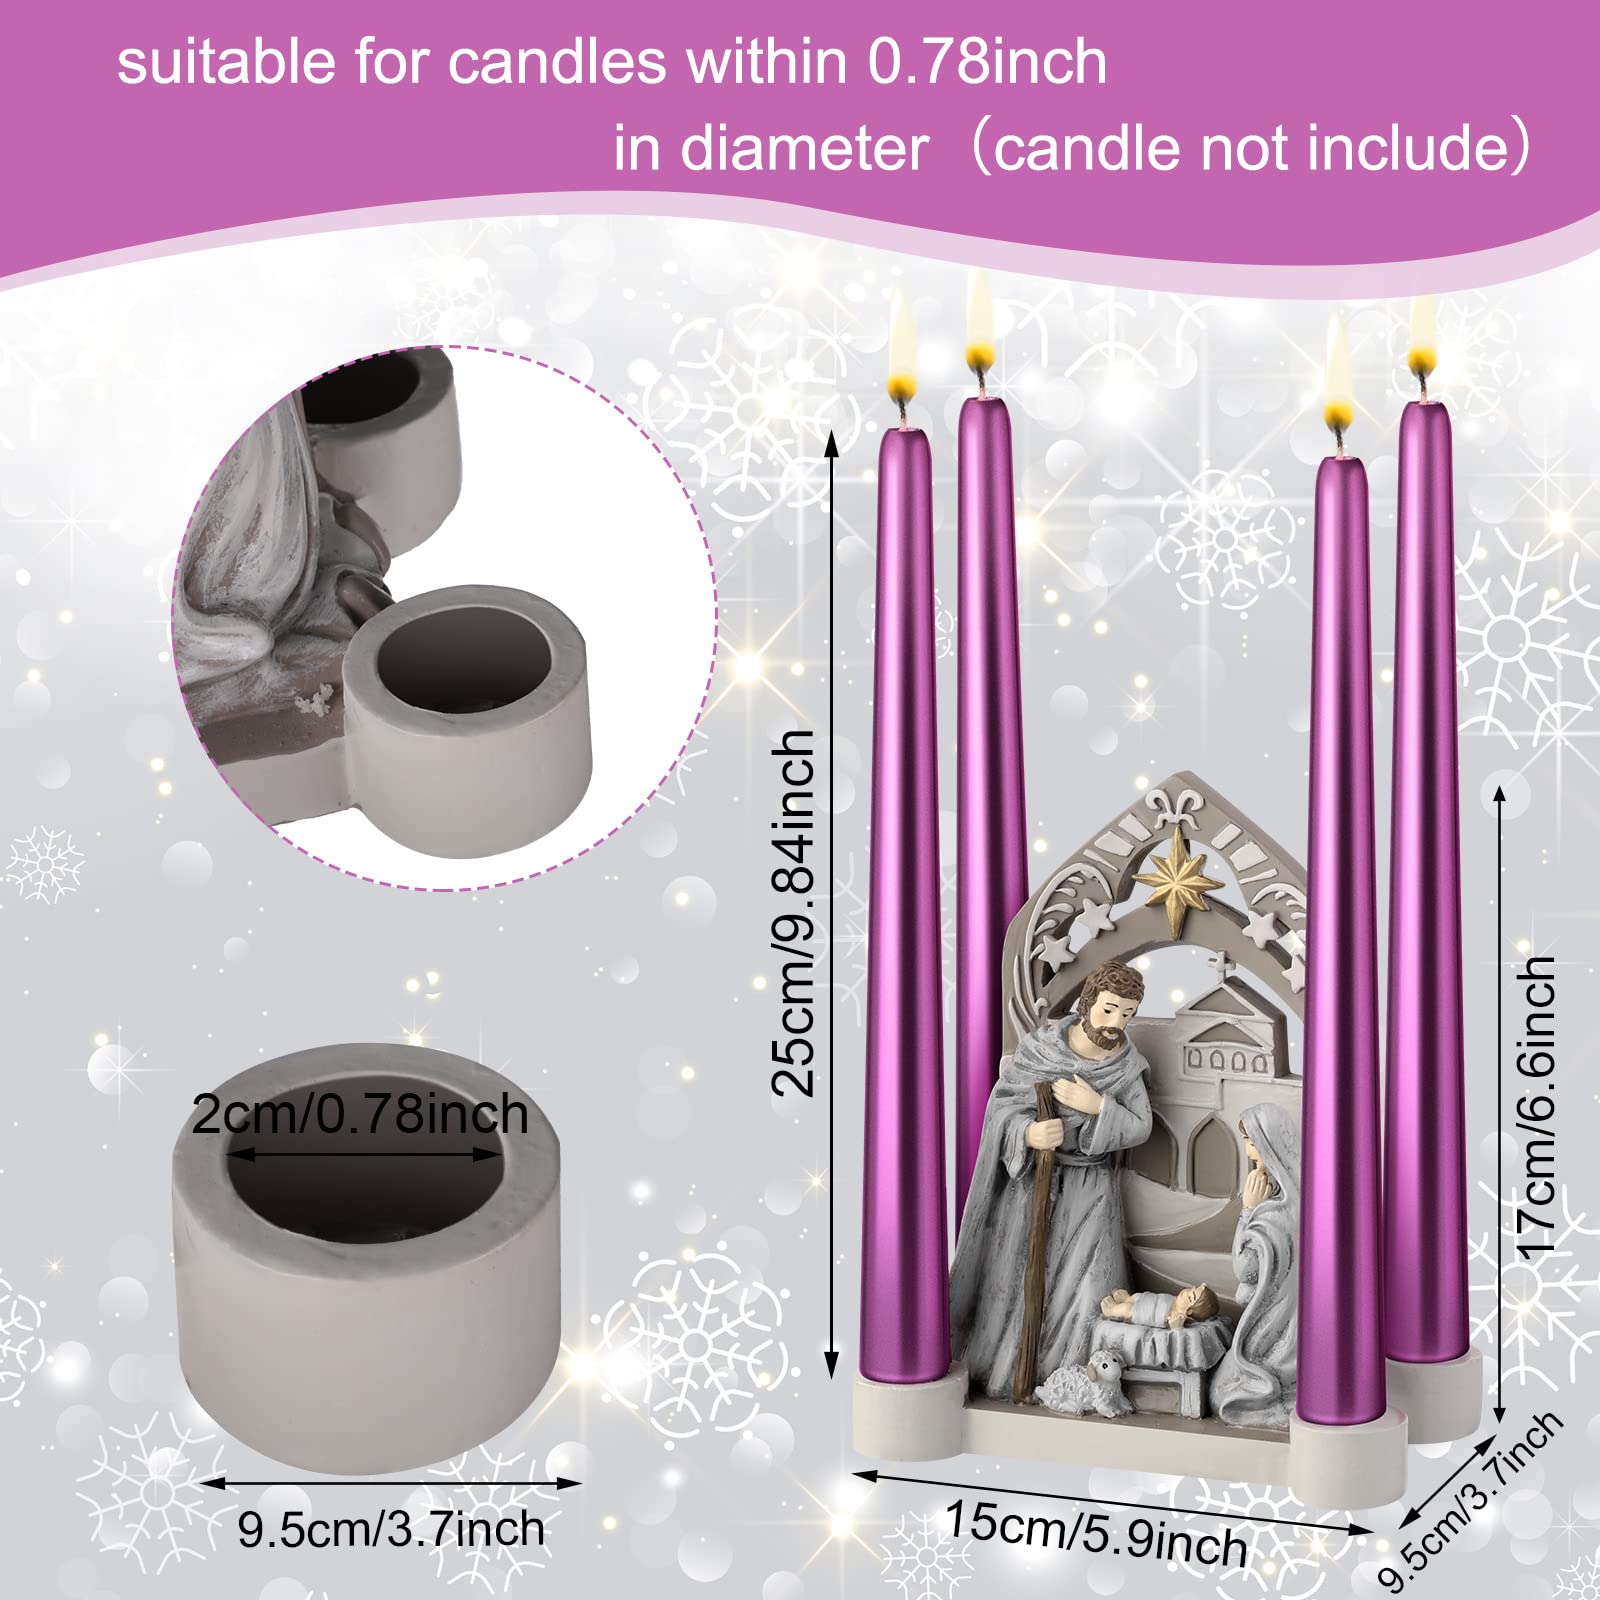 suitable for candles within 0.78inch
in diameter（candle not include）
25cm/9.84inch
17cm/6.6inch
2cm/0.78inch
9.5cm/3.7inch
15cm/5.9inch
9.5cm/3.7inch